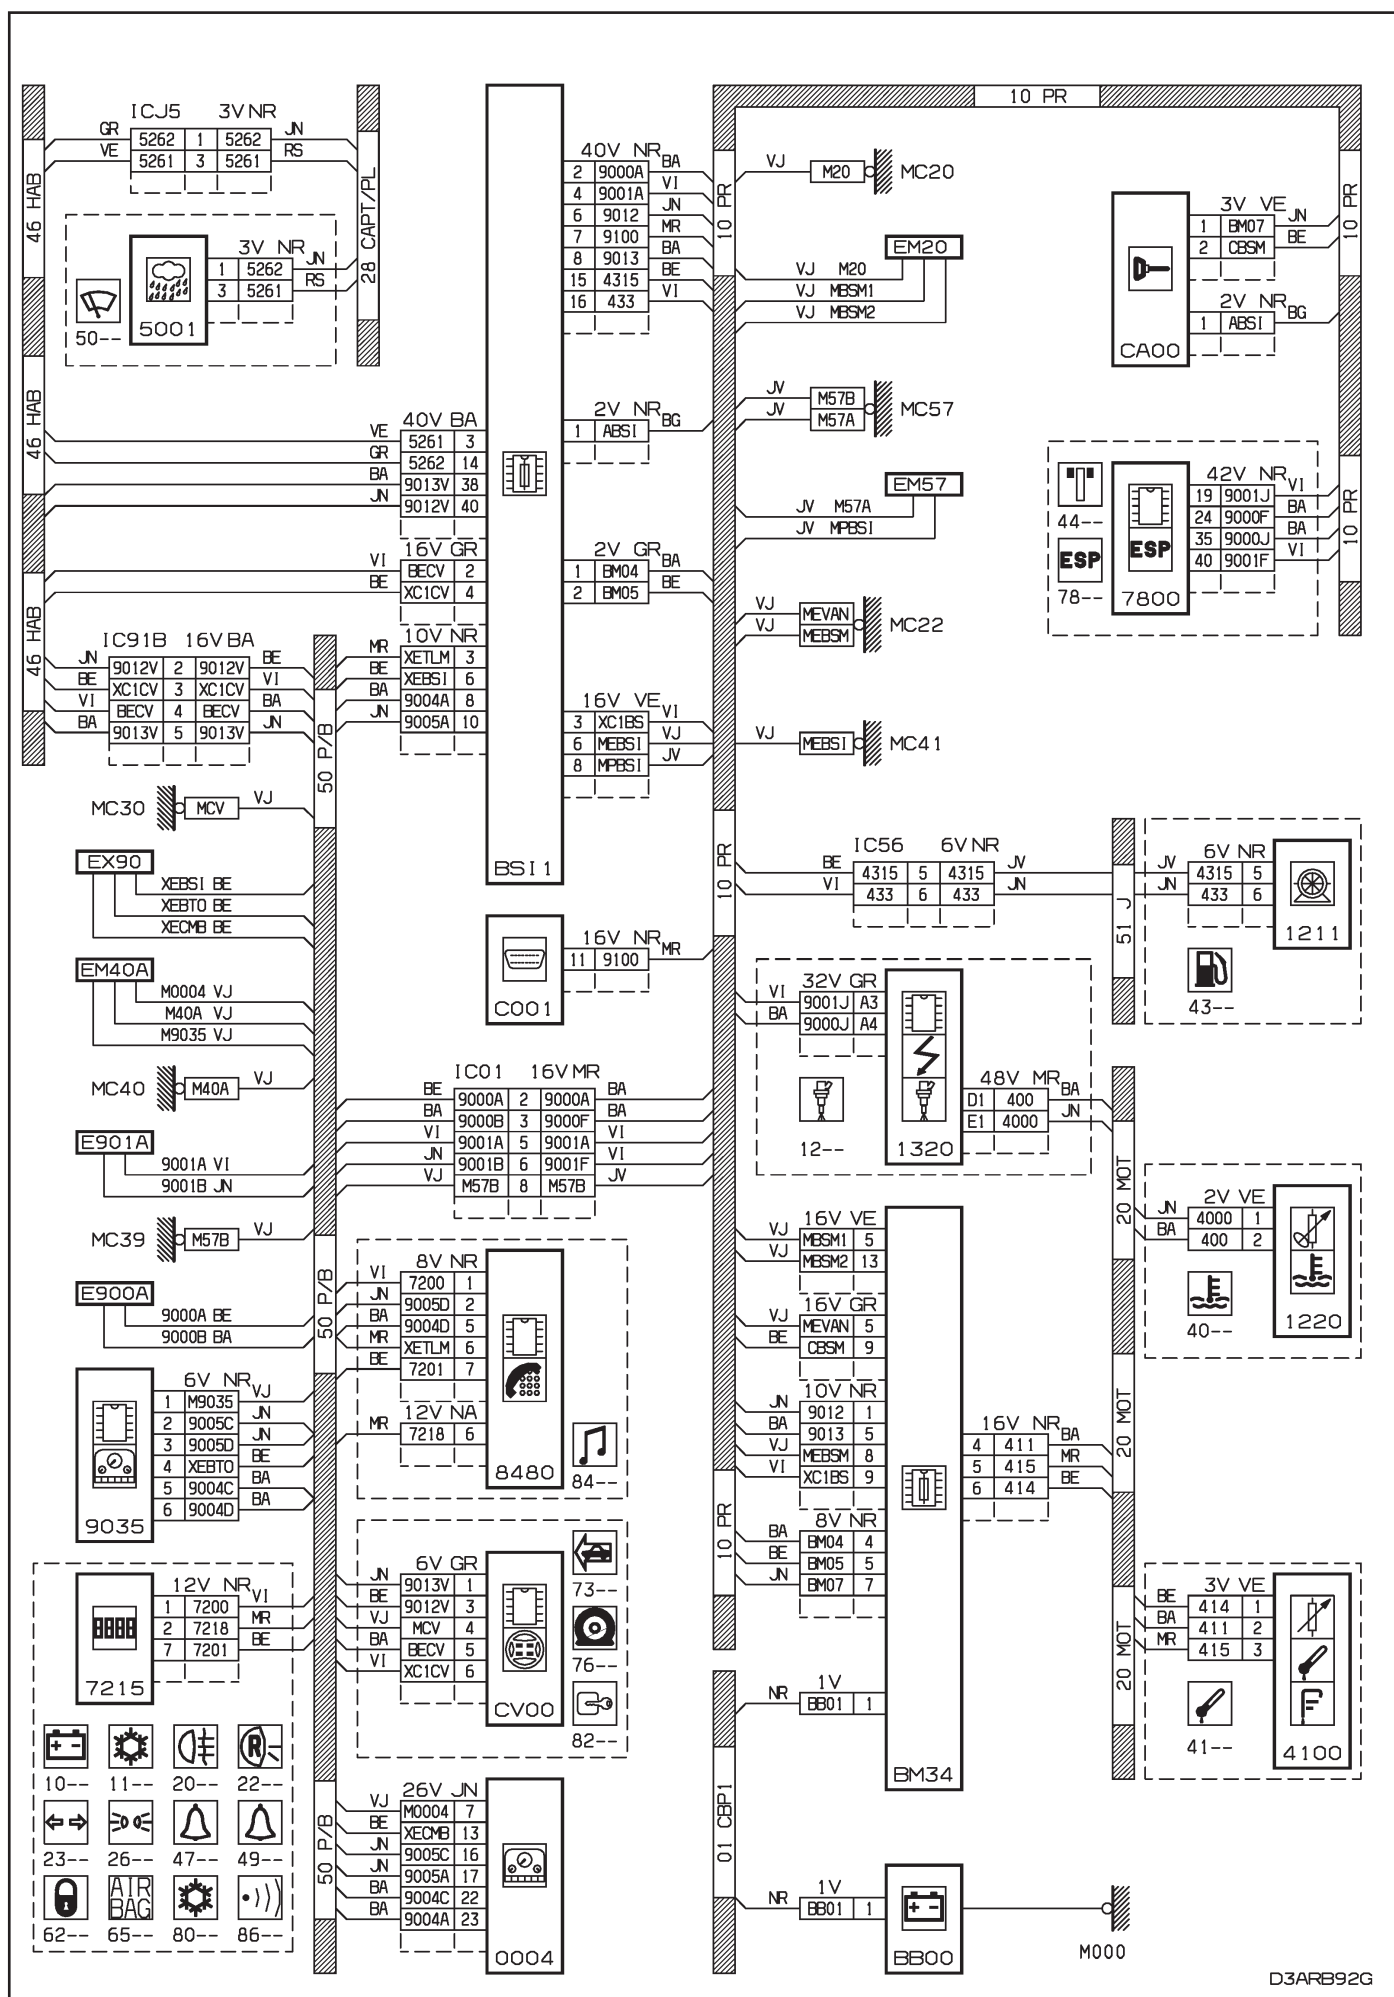 10 PR
46 HAB
46 HAB
46 HAB
ICJ5 3V NR
GR 5262 1 5262 JN
VE 5261 3 5261 RS
28 CAPT/PL
3V NR
1 5262 JN
3 5261 RS
50--
5001
40V BA
VE 5261 3
GR 5262 14
BA 9013V 38
JN 9012V 40
16V GR
VI BECV 2
BE XC1CV 4
10V NR
MR XETLM 3
BE XEBSI 6
BA 9004A 8
JN 9005A 10
40V NR
2 9000A BA
4 9001A VI
6 9012 JN
7 9100 MR
8 9013 BA
15 4315 BE
16 433 VI
2V NR
1 ABSI BG
2V GR
1 BM04 BA
2 BM05 BE
16V VE
3 XC1BS VI
6 MEBSI VJ
8 MPBSI JV
BSI1
10 PR
VJ M20 MC20
EM20
VJ M20
VJ MBSM1
VJ MBSM2
JV M57B MC57
JV M57A
EM57
JV M57A
JV MPBSI
VJ MEVAN MC22
VJ MEBSM
VJ MEBSI MC41
10 PR
3V VE
1 BM07 JN
2 CBSM BE
2V NR
1 ABSI BG
CA00
10 PR
44--
ESP
78--
42V NR
19 9001J VI
24 9000F BA
35 9000J BA
40 9001F VI
ESP
7800
IC91B 16V BA
JN 9012V 2 9012V BE
BE XC1CV 3 XC1CV VI
VI BECV 4 BECV BA
BA 9013V 5 9013V JN
50 P/B
MC30 MCV VJ
EX90
XEBSI BE
XEBTO BE
XECMB BE
EM40A
M0004 VJ
M40A VJ
M9035 VJ
MC40 M40A VJ
E901A
9001A VI
9001B JN
MC39 M57B VJ
E900A
9000A BE
9000B BA
50 P/B
6V NR
1 M9035 VJ
2 9005C JN
3 9005D JN
4 XEBTO BE
5 9004C BA
6 9004D BA
9035
12V NR
1 7200 VI
2 7218 MR
7 7201 BE
7215
10-- 11-- 20-- R 22--
23-- 26-- 47-- 49--
62-- AIR BAG 65-- 80-- 86--
50 P/B
16V NR
11 9100 MR
C001
IC01 16V MR
BE 9000A 2 9000A BA
BA 9000B 3 9000F BA
VI 9001A 5 9001A VI
JN 9001B 6 9001F VI
VJ M57B 8 M57B JV
8V NR
VI 7200 1
JN 9005D 2
BA 9004D 5
MR XETLM 6
BE 7201 7
12V NA
MR 7218 6
8480
84--
6V GR
JN 9013V 1
BE 9012V 3
VJ MCV 4
BA BECV 5
VI XC1CV 6
CV00
73--
76--
82--
26V JN
VJ M0004 7
BE XECMB 13
JN 9005C 16
JN 9005A 17
BA 9004C 22
BA 9004A 23
0004
10 PR
IC56 6V NR
BE 4315 5 4315 JV
VI 433 6 433 JN
51 J
6V NR
JV 4315 5
JN 433 6
1211
43--
32V GR
VI 9001J A3
BA 9000J A4
12--
48V MR
D1 400 BA
E1 4000 JN
1320
20 MOT
2V VE
JN 4000 1
BA 400 2
40--
1220
20 MOT
10 PR
16V VE
VJ MBSM1 5
VJ MBSM2 13
16V GR
VJ MEVAN 5
BE CBSM 9
10V NR
JN 9012 1
BA 9013 5
VJ MEBSM 8
VI XC1BS 9
8V NR
BA BM04 4
BE BM05 5
JN BM07 7
1V
NR BB01 1
16V NR
4 411 BA
5 415 MR
6 414 BE
BM34
20 MOT
3V VE
BE 414 1
BA 411 2
MR 415 3
41--
4100
01 CBP1
1V
NR BB01 1
BB00
M000
D3ARB92G